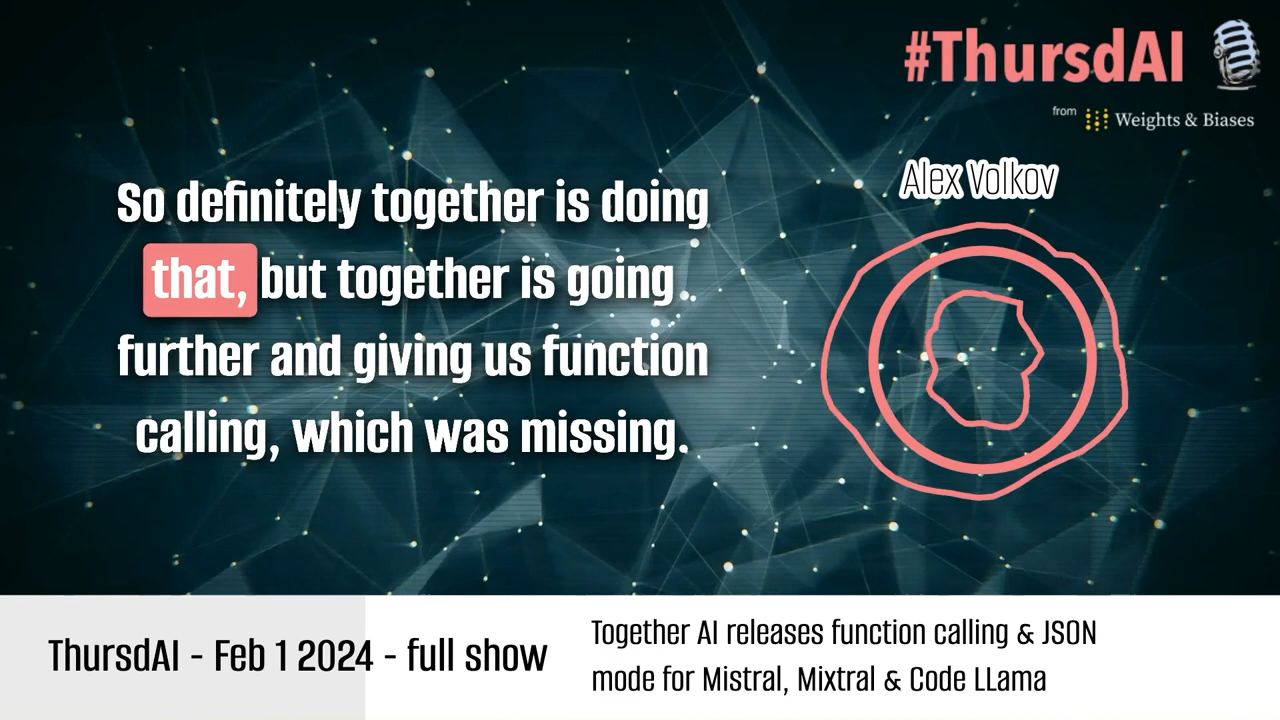 #ThursdAI
from Weights & Biases
Alex Volkov
So definitely together is doing
that, but together is going
further and giving us function
calling, which was missing.
ThursdAI - Feb 1 2024 - full show
Together AI releases function calling & JSON
mode for Mistral, Mixtral & Code LLama